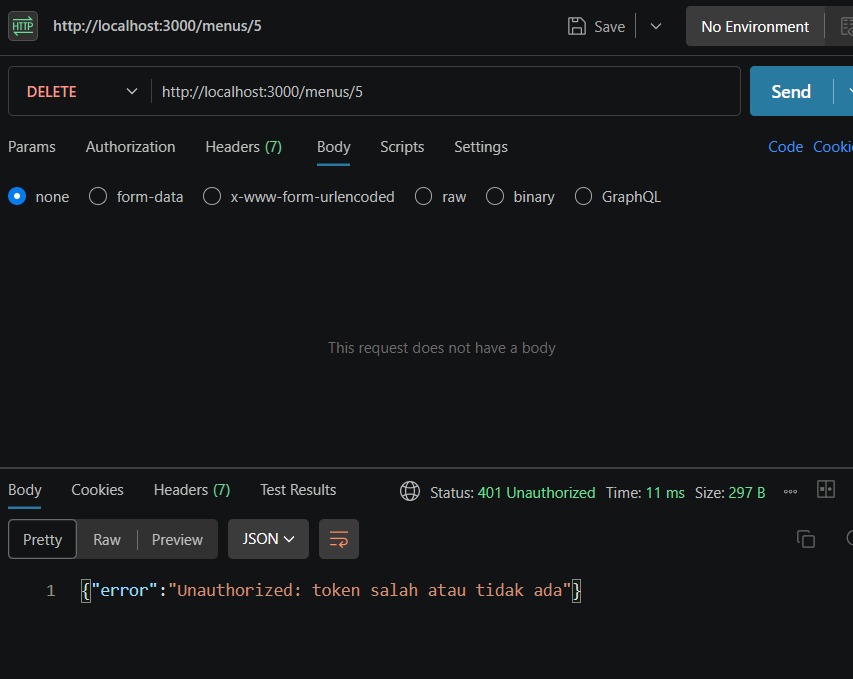 HTTP http://localhost:3000/menus/5 Save No Environment
DELETE http://localhost:3000/menus/5 Send
Params Authorization Headers (7) Body Scripts Settings Code Cookie
none form-data x-www-form-urlencoded raw binary GraphQL
This request does not have a body
Body Cookies Headers (7) Test Results Status: 401 Unauthorized Time: 11 ms Size: 297 B
Pretty Raw Preview JSON
1 {"error":"Unauthorized: token salah atau tidak ada"}